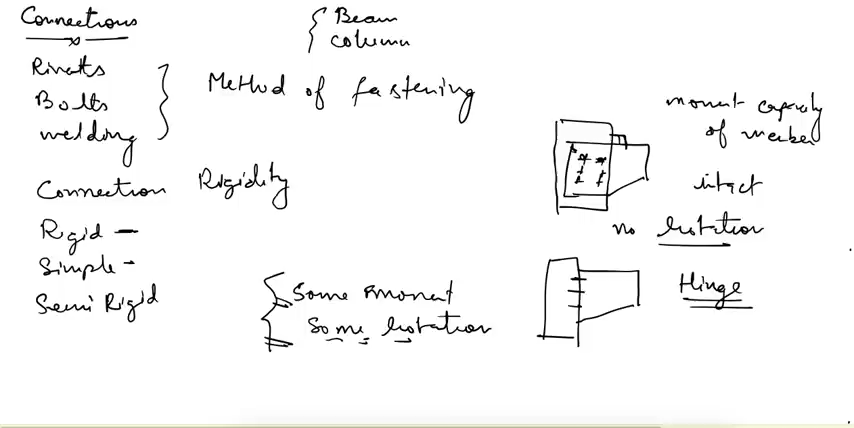 Connections
Beam
column
Rivetts
Bolts
welding
Method of fastening
Connection Rigidity
Rigid —
Simple -
Semi Rigid
Some moment
Some rotation
moment capacity
of member
intact
no rotation
Hinge